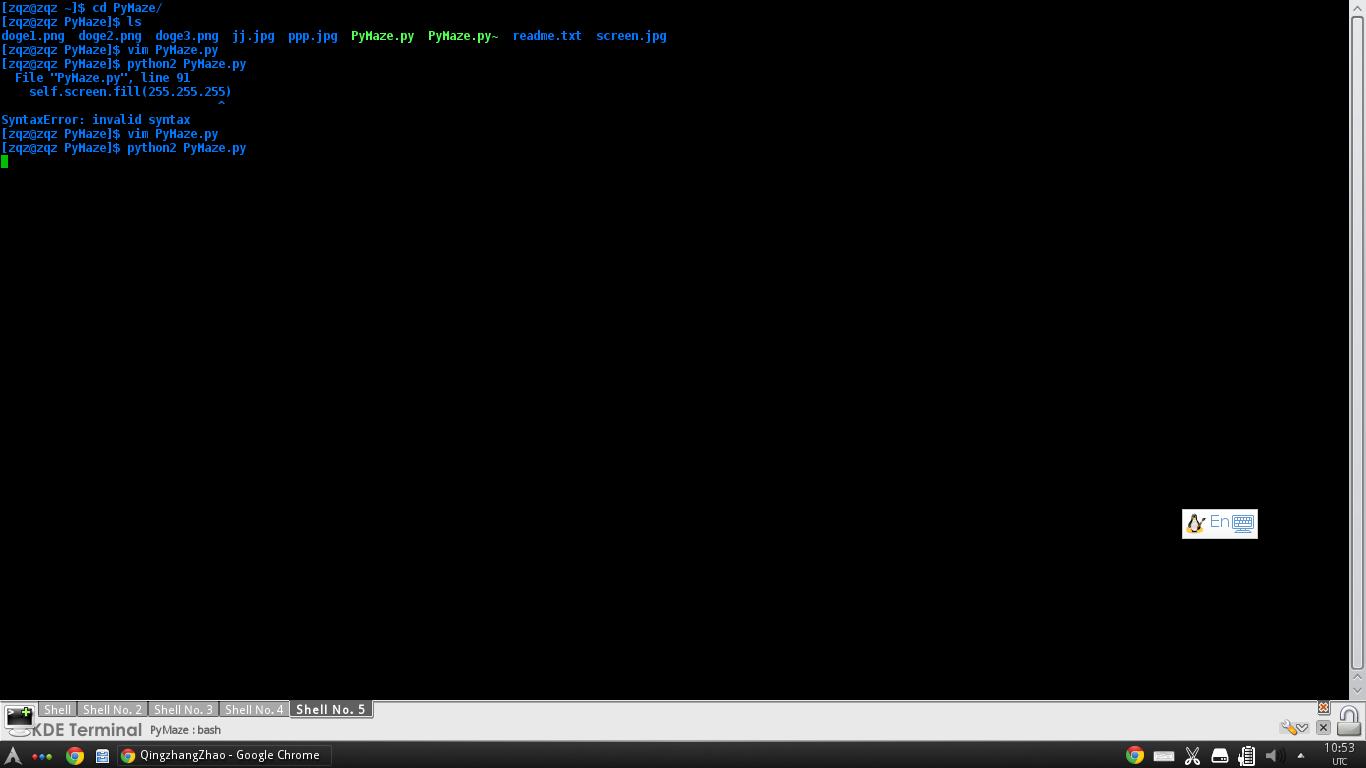 [zqz@zqz ~]$ cd PyMaze/
[zqz@zqz PyMaze]$ ls
doge1.png  doge2.png  doge3.png  jj.jpg  ppp.jpg  PyMaze.py  PyMaze.py~  readme.txt  screen.jpg
[zqz@zqz PyMaze]$ vim PyMaze.py
[zqz@zqz PyMaze]$ python2 PyMaze.py
  File "PyMaze.py", line 91
    self.screen.fill(255.255.255)
                               ^
SyntaxError: invalid syntax
[zqz@zqz PyMaze]$ vim PyMaze.py
[zqz@zqz PyMaze]$ python2 PyMaze.py
En
Shell Shell No. 2 Shell No. 3 Shell No. 4 Shell No. 5
KDE Terminal PyMaze : bash
QingzhangZhao - Google Chrome 10:53
UTC